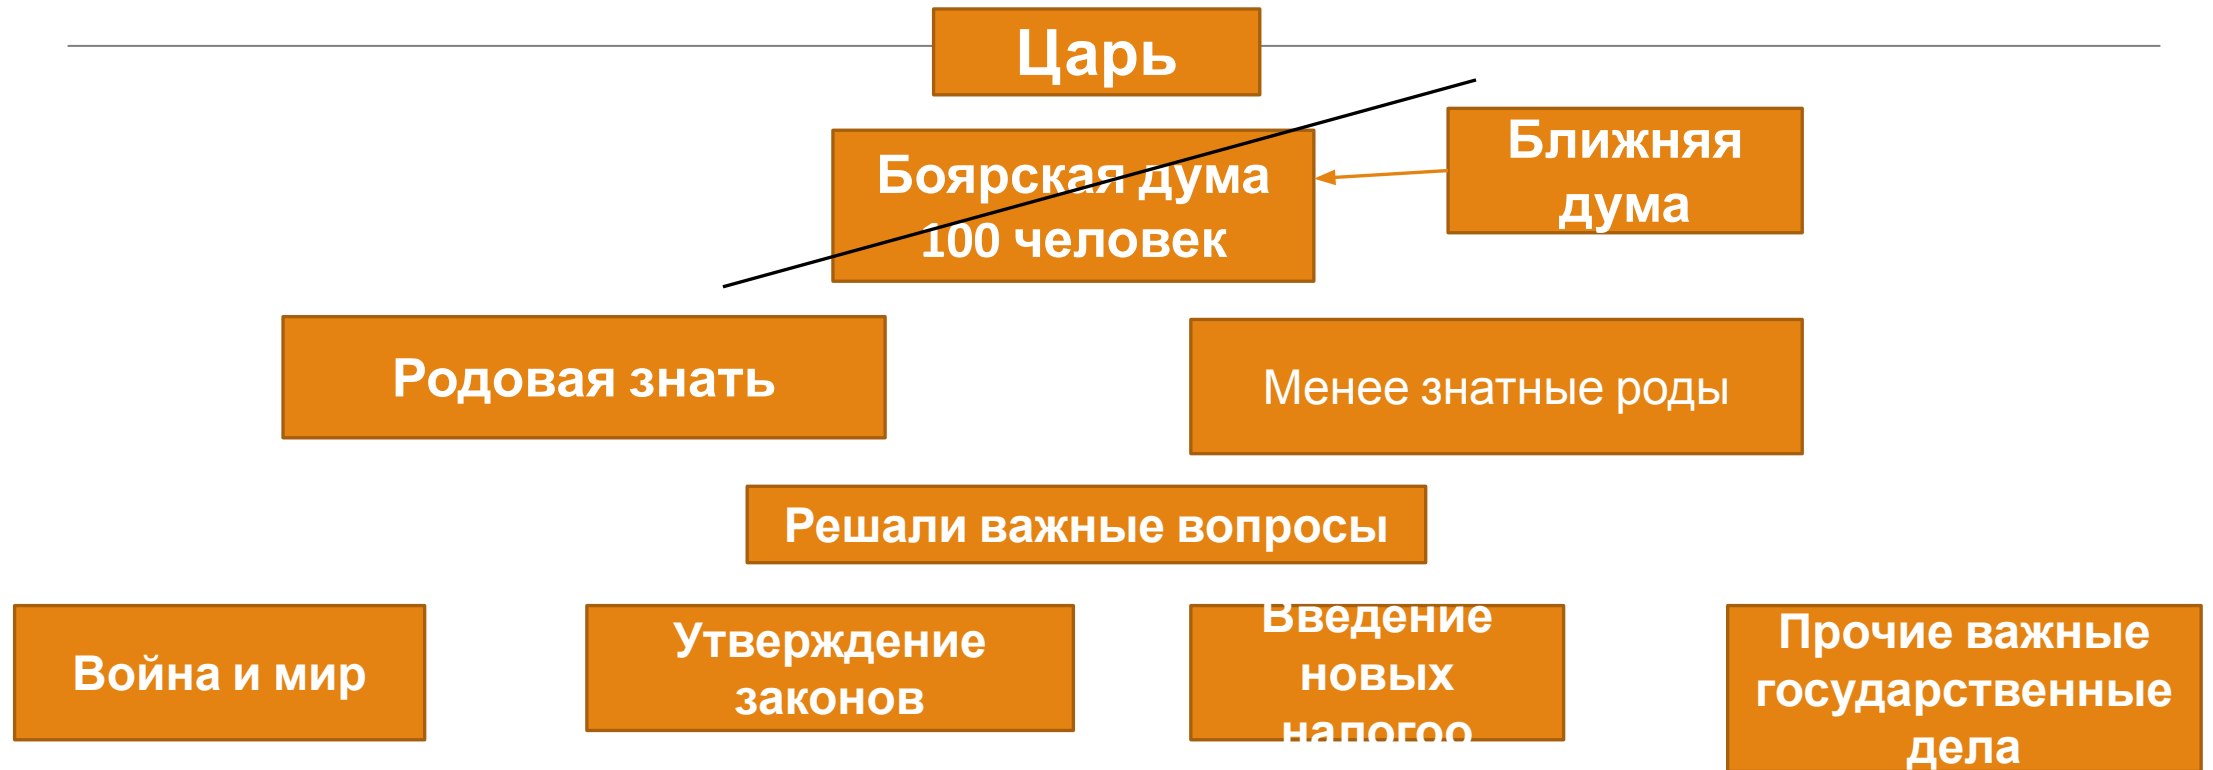 Царь
Боярская дума
100 человек
Ближняя
дума
Родовая знать
Менее знатные роды
Решали важные вопросы
Война и мир
Утверждение
законов
Введение
новых
Прочие важные
государственные
дела